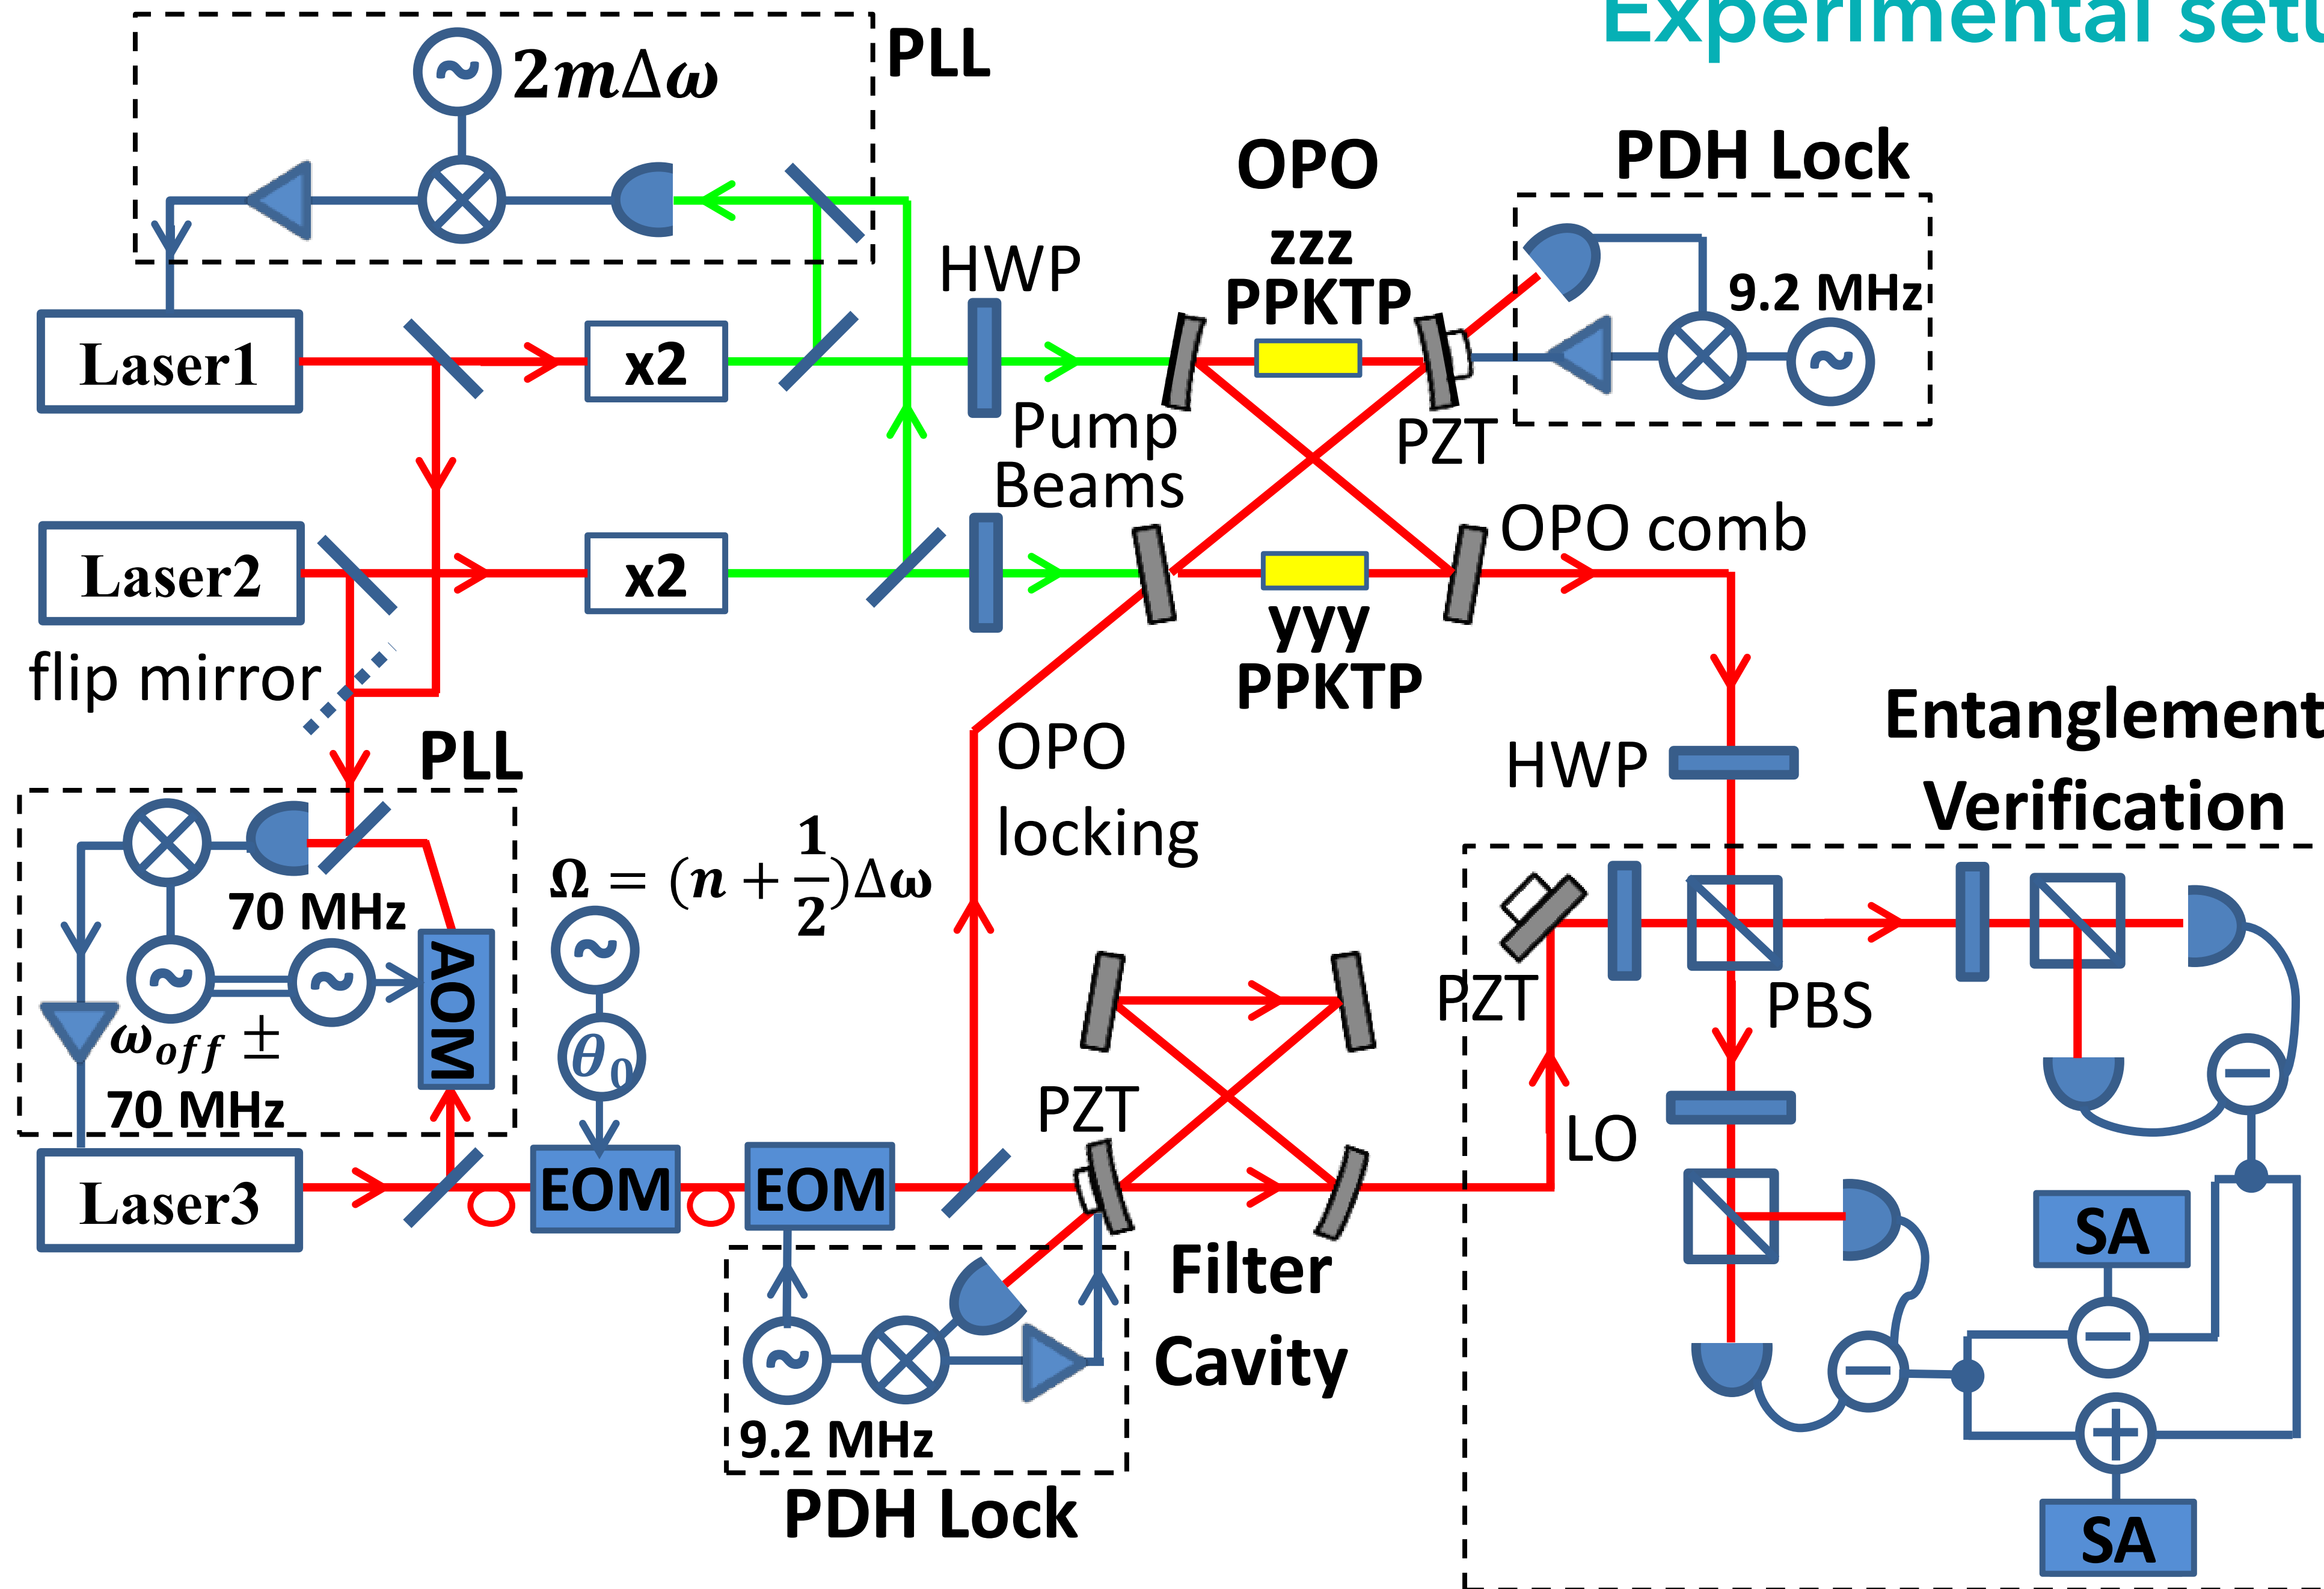 Experimental setu
PLL
2mΔω
OPO
PDH Lock
zzz
PPKTP
HWP
9.2 MHz
Laser1
x2
Pump
Beams
PZT
OPO comb
Laser2
x2
yyy
PPKTP
flip mirror
Entanglement
Verification
PLL
OPO
locking
HWP
Ω = (n + 1/2)Δω
70 MHz
AOM
PZT
PBS
ω_off ±
70 MHz
θ₀
PZT
LO
Laser3
EOM
EOM
SA
Filter
Cavity
9.2 MHz
PDH Lock
SA